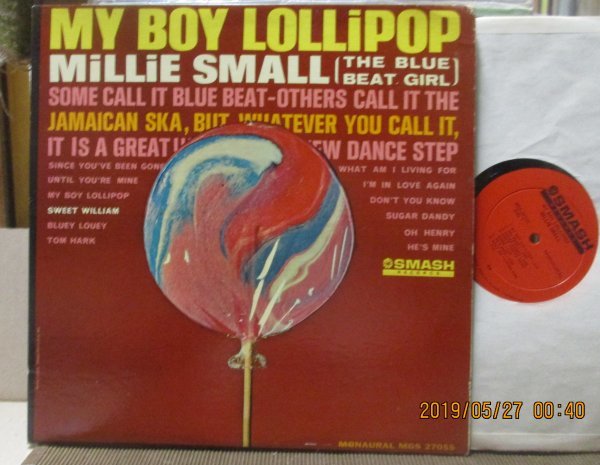 MY BOY LOLLiPOP
MiLLiE SMALL (THE BLUE BEAT GIRL)
SOME CALL IT BLUE BEAT-OTHERS CALL IT THE
JAMAICAN SKA, BUT WHATEVER YOU CALL IT,
IT IS A GREAT DANCE STEP
SINCE YOU'VE BEEN GONE
UNTIL YOU'RE MINE
MY BOY LOLLIPOP
SWEET WILLIAM
BLUEY LOUEY
TOM HARK
WHAT AM I LIVING FOR
I'M IN LOVE AGAIN
DON'T YOU KNOW
SUGAR DANDY
OH HENRY
HE'S MINE
SMASH
RECORDS
MONAURAL MGS 27055
SMASH
2019/05/27 00:40